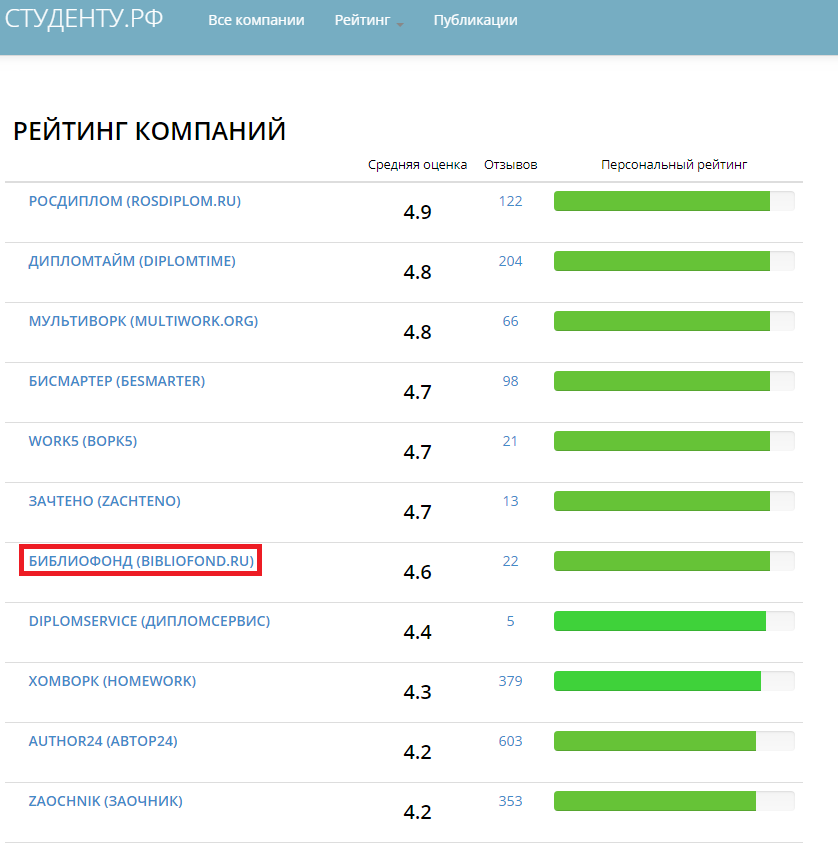 СТУДЕНТУ.РФ Все компании Рейтинг Публикации
РЕЙТИНГ КОМПАНИЙ
Средняя оценка Отзывов Персональный рейтинг
РОСДИПЛОМ (ROSDIPLOM.RU) 4.9 122
ДИПЛОМТАЙМ (DIPLOMTIME) 4.8 204
МУЛЬТИВОРК (MULTIWORK.ORG) 4.8 66
БИСМАРТЕР (БESMARTER) 4.7 98
WORK5 (ВОРК5) 4.7 21
ЗАЧТЕНО (ZACHTENO) 4.7 13
БИБЛИОФОНД (BIBLIOFOND.RU) 4.6 22
DIPLOMSERVICE (ДИПЛОМСЕРВИС) 4.4 5
ХОМВОРК (HOMEWORK) 4.3 379
AUTHOR24 (АВТОР24) 4.2 603
ZAOCHNIK (ЗАОЧНИК) 4.2 353